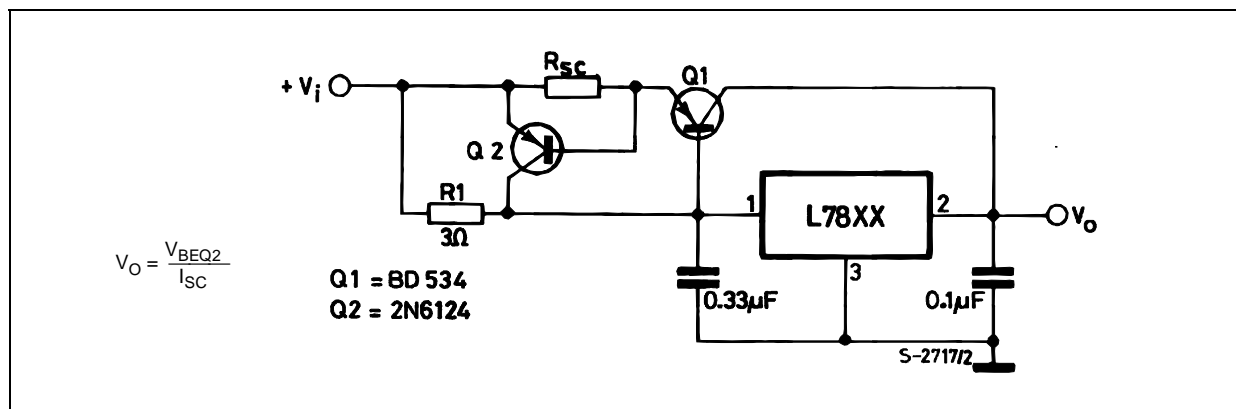 Rsc
Q1
+ Vi
Q 2
R1
3Ω
1
L78XX
2
Vo
3
VO = VBEQ2 / ISC
Q1 = BD 534
Q2 = 2N6124
0.33µF
0.1µF
S-2717/2